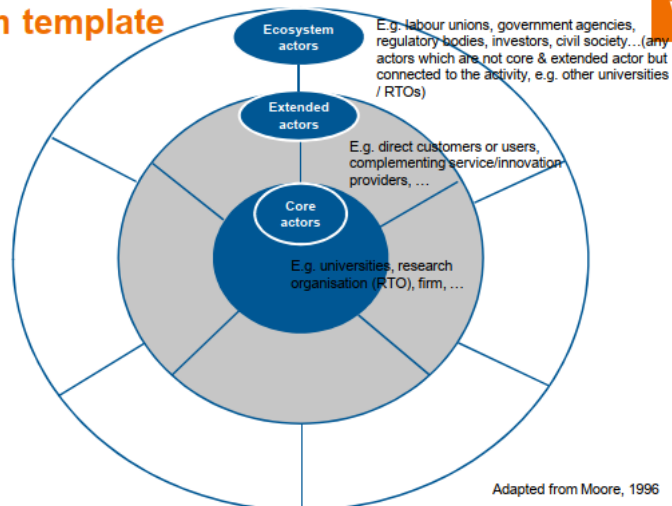 template
Ecosystem
actors
E.g. labour unions, government agencies,
regulatory bodies, investors, civil society…(any
actors which are not core & extended actor but
connected to the activity, e.g. other universities
/ RTOs)
Extended
actors
E.g. direct customers or users,
complementing service/innovation
providers, …
Core
actors
E.g. universities, research
organisation (RTO), firm, …
Adapted from Moore, 1996